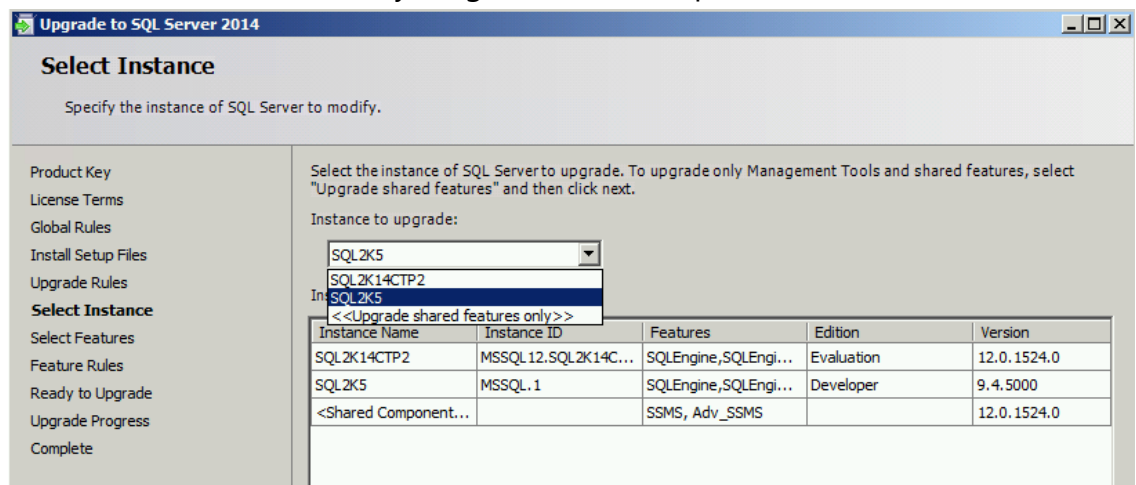 Upgrade to SQL Server 2014
Select Instance
Specify the instance of SQL Server to modify.
Product Key
License Terms
Global Rules
Install Setup Files
Upgrade Rules
Select Instance
Select Features
Feature Rules
Ready to Upgrade
Upgrade Progress
Complete
Select the instance of SQL Server to upgrade. To upgrade only Management Tools and shared features, select
"Upgrade shared features" and then click next.
Instance to upgrade:
SQL2K5
SQL2K14CTP2
SQL2K5
<<Upgrade shared features only>>
Instance Name Instance ID Features Edition Version
SQL2K14CTP2 MSSQL12.SQL2K14C... SQLEngine,SQLEngi... Evaluation 12.0.1524.0
SQL2K5 MSSQL.1 SQLEngine,SQLEngi... Developer 9.4.5000
<Shared Component... SSMS, Adv_SSMS 12.0.1524.0